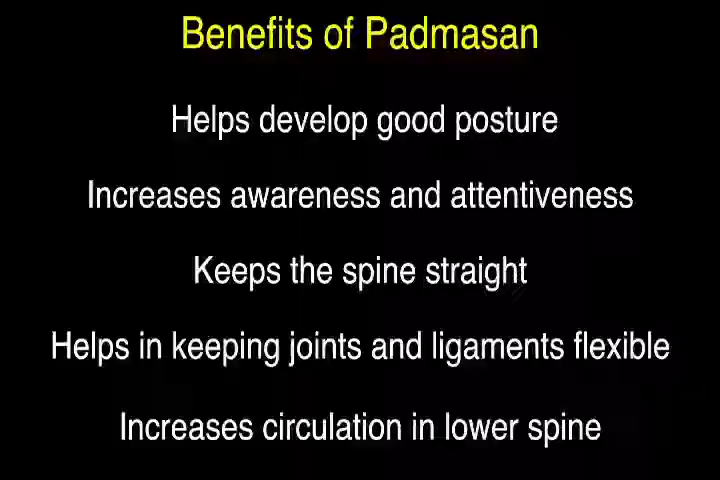 Benefits of Padmasan
Helps develop good posture
Increases awareness and attentiveness
Keeps the spine straight
Helps in keeping joints and ligaments flexible
Increases circulation in lower spine